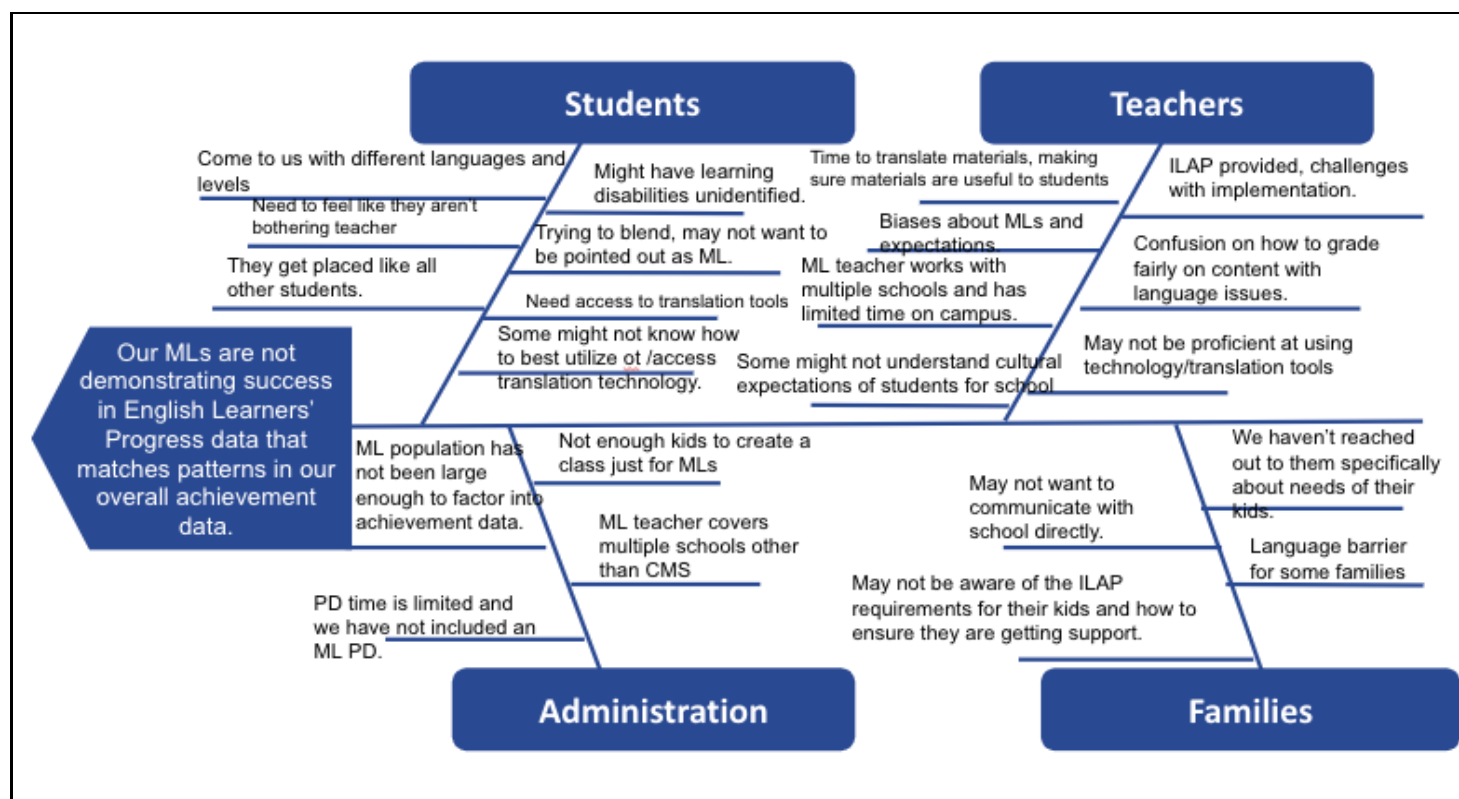 Students
Teachers
Come to us with different languages and
levels
Need to feel like they aren't
bothering teacher
They get placed like all
other students.
Might have learning
disabilities unidentified.
Trying to blend, may not want to
be pointed out as ML.
Need access to translation tools
Some might not know how
to best utilize ot /access
translation technology.
Time to translate materials, making
sure materials are useful to students
Biases about MLs and
expectations.
ML teacher works with
multiple schools and has
limited time on campus.
Some might not understand cultural
expectations of students for school
ILAP provided, challenges
with implementation.
Confusion on how to grade
fairly on content with
language issues.
May not be proficient at using
technology/translation tools
Our MLs are not
demonstrating success
in English Learners'
Progress data that
matches patterns in our
overall achievement
data.
ML population has
not been large
enough to factor into
achievement data.
PD time is limited and
we have not included an
ML PD.
Not enough kids to create a
class just for MLs
ML teacher covers
multiple schools other
than CMS
May not want to
communicate with
school directly.
May not be aware of the ILAP
requirements for their kids and how to
ensure they are getting support.
We haven't reached
out to them specifically
about needs of their
kids.
Language barrier
for some families
Administration
Families